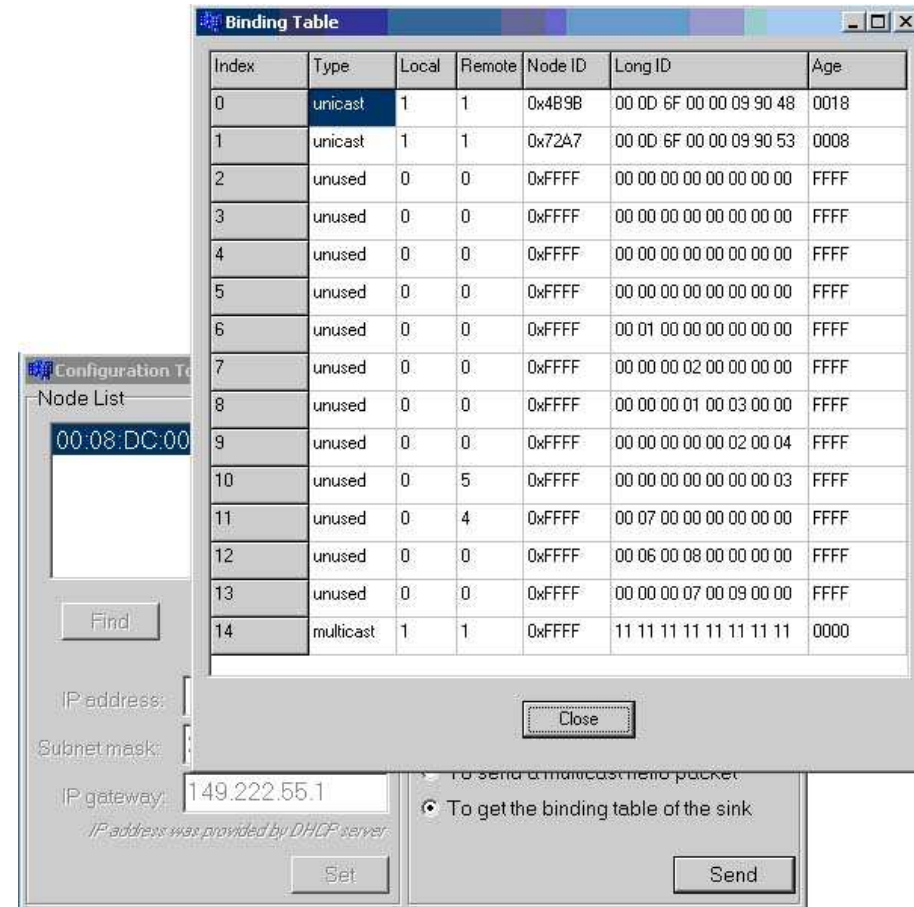 Binding Table
Index Type Local Remote Node ID Long ID Age
0 unicast 1 1 0x4B9B 00 0D 6F 00 00 09 90 48 0018
1 unicast 1 1 0x72A7 00 0D 6F 00 00 09 90 53 0008
2 unused 0 0 0xFFFF 00 00 00 00 00 00 00 00 FFFF
3 unused 0 0 0xFFFF 00 00 00 00 00 00 00 00 FFFF
4 unused 0 0 0xFFFF 00 00 00 00 00 00 00 00 FFFF
5 unused 0 0 0xFFFF 00 00 00 00 00 00 00 00 FFFF
6 unused 0 0 0xFFFF 00 01 00 00 00 00 00 00 FFFF
7 unused 0 0 0xFFFF 00 00 00 02 00 00 00 00 FFFF
8 unused 0 0 0xFFFF 00 00 00 01 00 03 00 00 FFFF
9 unused 0 0 0xFFFF 00 00 00 00 00 02 00 04 FFFF
10 unused 0 5 0xFFFF 00 00 00 00 00 00 00 03 FFFF
11 unused 0 4 0xFFFF 00 07 00 00 00 00 00 00 FFFF
12 unused 0 0 0xFFFF 00 06 00 08 00 00 00 00 FFFF
13 unused 0 0 0xFFFF 00 00 00 07 00 09 00 00 FFFF
14 multicast 1 1 0xFFFF 11 11 11 11 11 11 11 11 0000
Close
Configuration To
Node List
00:08:DC:00
Find
IP address:
Subnet mask:
IP gateway: 149.222.55.1
IP address was provided by DHCP server
Set
To send a multicast hello packet
To get the binding table of the sink
Send